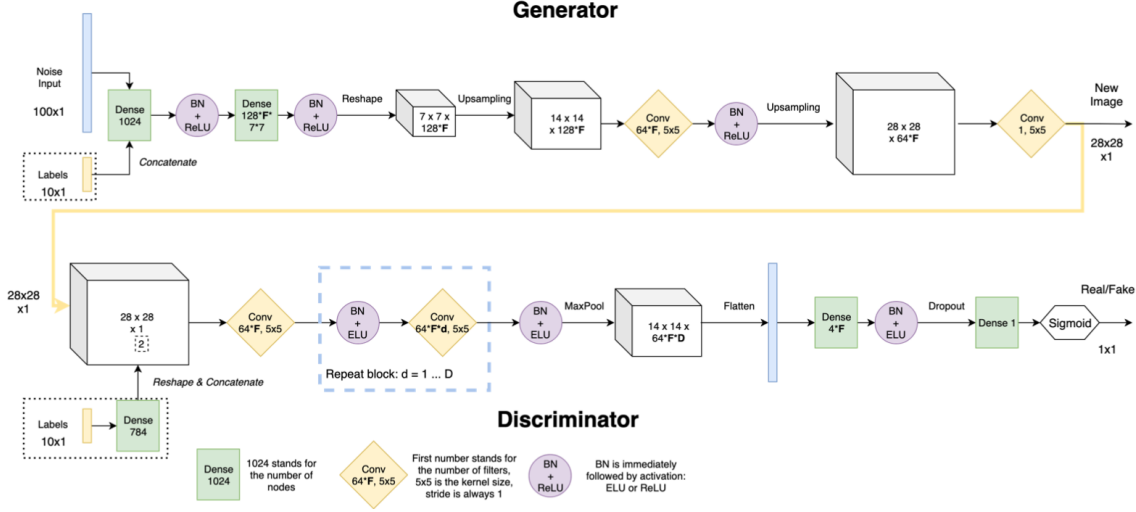 Generator
Noise
Input
100x1
Labels
10x1
Concatenate
Dense
1024
BN
+
ReLU
Dense
128*F*
7*7
BN
+
ReLU
Reshape
7 x 7 x
128*F
Upsampling
14 x 14
x 128*F
Conv
64*F, 5x5
BN
+
ReLU
Upsampling
28 x 28
x 64*F
Conv
1, 5x5
New
Image
28x28
x1
28x28
x1
28 x 28
x 1
2
Reshape & Concatenate
Labels
10x1
Dense
784
Conv
64*F, 5x5
BN
+
ELU
Conv
64*F*d, 5x5
Repeat block: d = 1 ... D
BN
+
ELU
MaxPool
14 x 14 x
64*F*D
Flatten
Dense
4*F
BN
+
ELU
Dropout
Dense 1
Sigmoid
Real/Fake
1x1
Discriminator
Dense
1024
1024 stands for
the number of
nodes
Conv
64*F, 5x5
First number stands for
the number of filters,
5x5 is the kernel size,
stride is always 1
BN
+
ReLU
BN is immediately
followed by activation:
ELU or ReLU